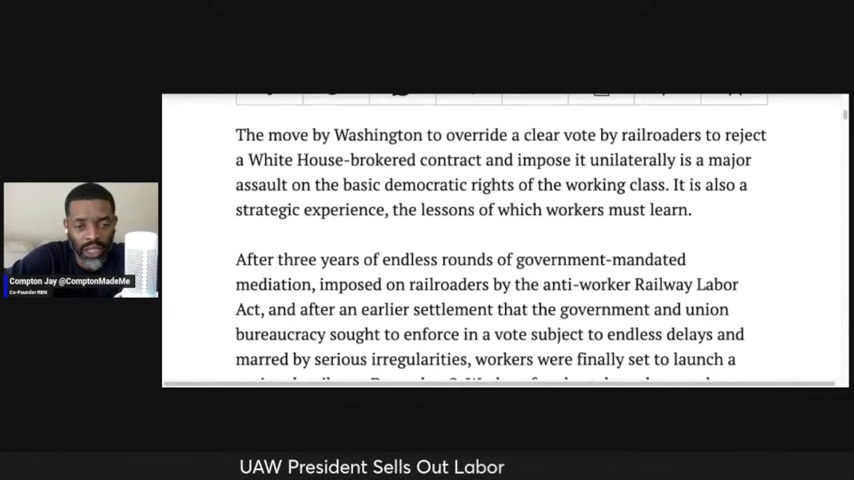 The move by Washington to override a clear vote by railroaders to reject
a White House-brokered contract and impose it unilaterally is a major
assault on the basic democratic rights of the working class. It is also a
strategic experience, the lessons of which workers must learn.
After three years of endless rounds of government-mandated
mediation, imposed on railroaders by the anti-worker Railway Labor
Act, and after an earlier settlement that the government and union
bureaucracy sought to enforce in a vote subject to endless delays and
marred by serious irregularities, workers were finally set to launch a
Compton Jay @ComptonMadeMe
Co-Founder RBN
UAW President Sells Out Labor